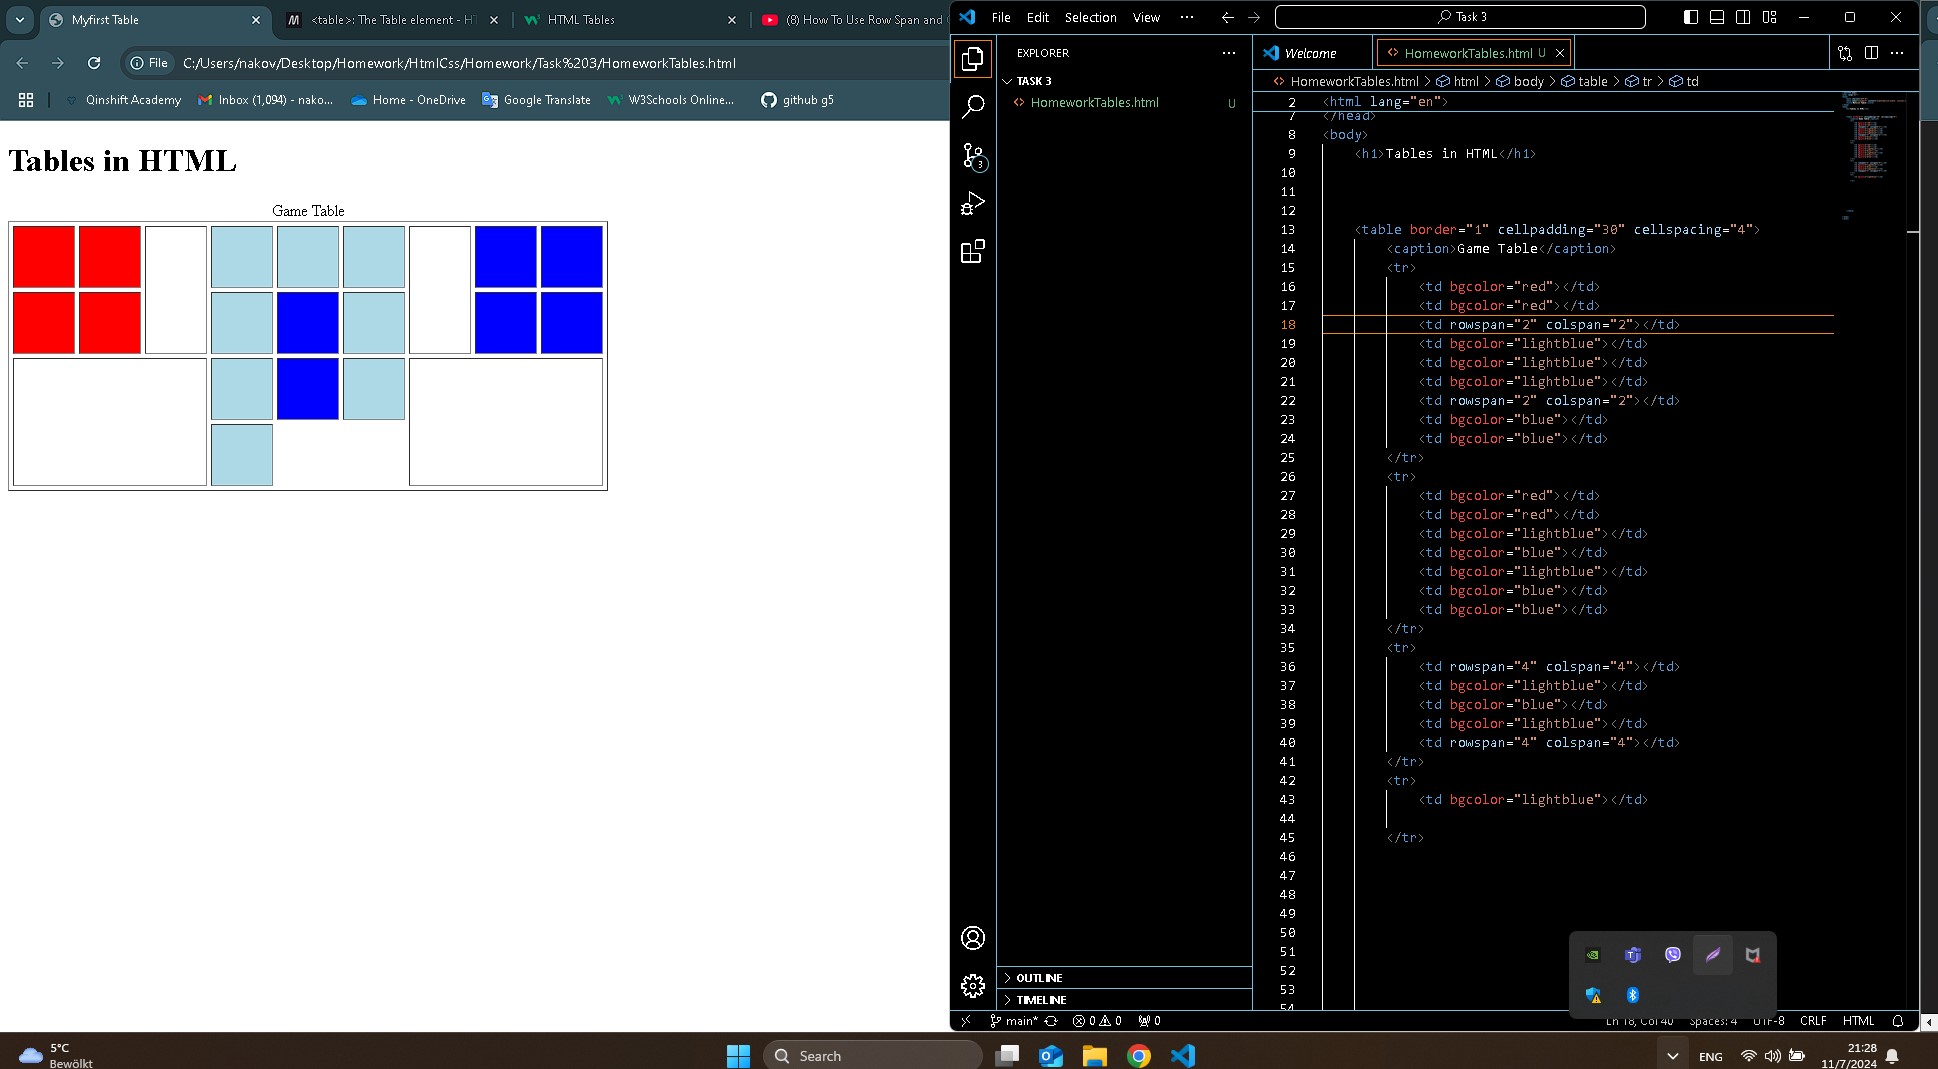 Myfirst Table
<table>: The Table element - HT
HTML Tables
(8) How To Use Row Span and
File
C:/Users/nakov/Desktop/Homework/HtmlCss/Homework/Task%203/HomeworkTables.html
Qinshift Academy
Inbox (1,094) - nako...
Home - OneDrive
Google Translate
W3Schools Online...
github g5
Tables in HTML
Game Table
File Edit Selection View ...
Task 3
EXPLORER ...
TASK 3
HomeworkTables.html U
3
OUTLINE
TIMELINE
Welcome
HomeworkTables.html U
...
HomeworkTables.html > html > body > table > tr > td
2 <html lang="en">
7 </head>
8 <body>
9 <h1>Tables in HTML</h1>
10
11
12
13 <table border="1" cellpadding="30" cellspacing="4">
14 <caption>Game Table</caption>
15 <tr>
16 <td bgcolor="red"></td>
17 <td bgcolor="red"></td>
18 <td rowspan="2" colspan="2"></td>
19 <td bgcolor="lightblue"></td>
20 <td bgcolor="lightblue"></td>
21 <td bgcolor="lightblue"></td>
22 <td rowspan="2" colspan="2"></td>
23 <td bgcolor="blue"></td>
24 <td bgcolor="blue"></td>
25 </tr>
26 <tr>
27 <td bgcolor="red"></td>
28 <td bgcolor="red"></td>
29 <td bgcolor="lightblue"></td>
30 <td bgcolor="blue"></td>
31 <td bgcolor="lightblue"></td>
32 <td bgcolor="blue"></td>
33 <td bgcolor="blue"></td>
34 </tr>
35 <tr>
36 <td rowspan="4" colspan="4"></td>
37 <td bgcolor="lightblue"></td>
38 <td bgcolor="blue"></td>
39 <td bgcolor="lightblue"></td>
40 <td rowspan="4" colspan="4"></td>
41 </tr>
42 <tr>
43 <td bgcolor="lightblue"></td>
44
45 </tr>
46
47
48
49
50
51
52
53
54
main* 0 0 0
Ln 18, Col 40 Spaces: 4 UTF-8 CRLF HTML
5°C
Bewölkt
Search
ENG
21:28
11/7/2024